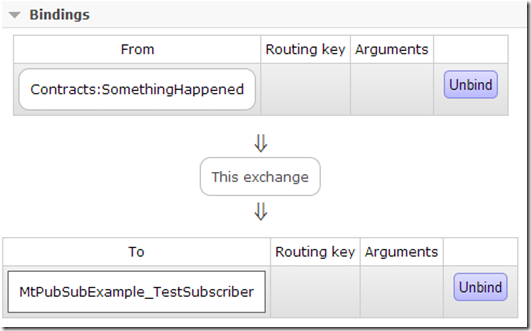 Bindings
From Routing key Arguments
Contracts:SomethingHappened Unbind
⇓
This exchange
⇓
To Routing key Arguments
MtPubSubExample_TestSubscriber Unbind